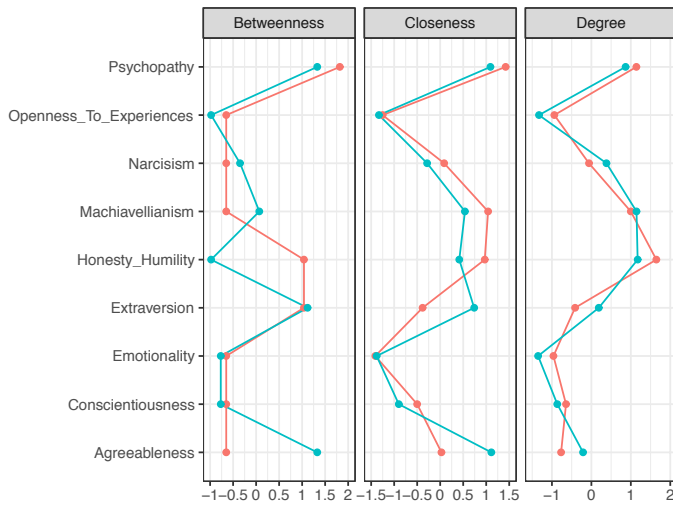 Betweenness Closeness Degree
Psychopathy
Openness_To_Experiences
Narcisism
Machiavellianism
Honesty_Humility
Extraversion
Emotionality
Conscientiousness
Agreeableness
−1 −0.5 0 0.5 1 1.5 2 −1.5 −1 −0.5 0 0.5 1 1.5 −1 0 1 2